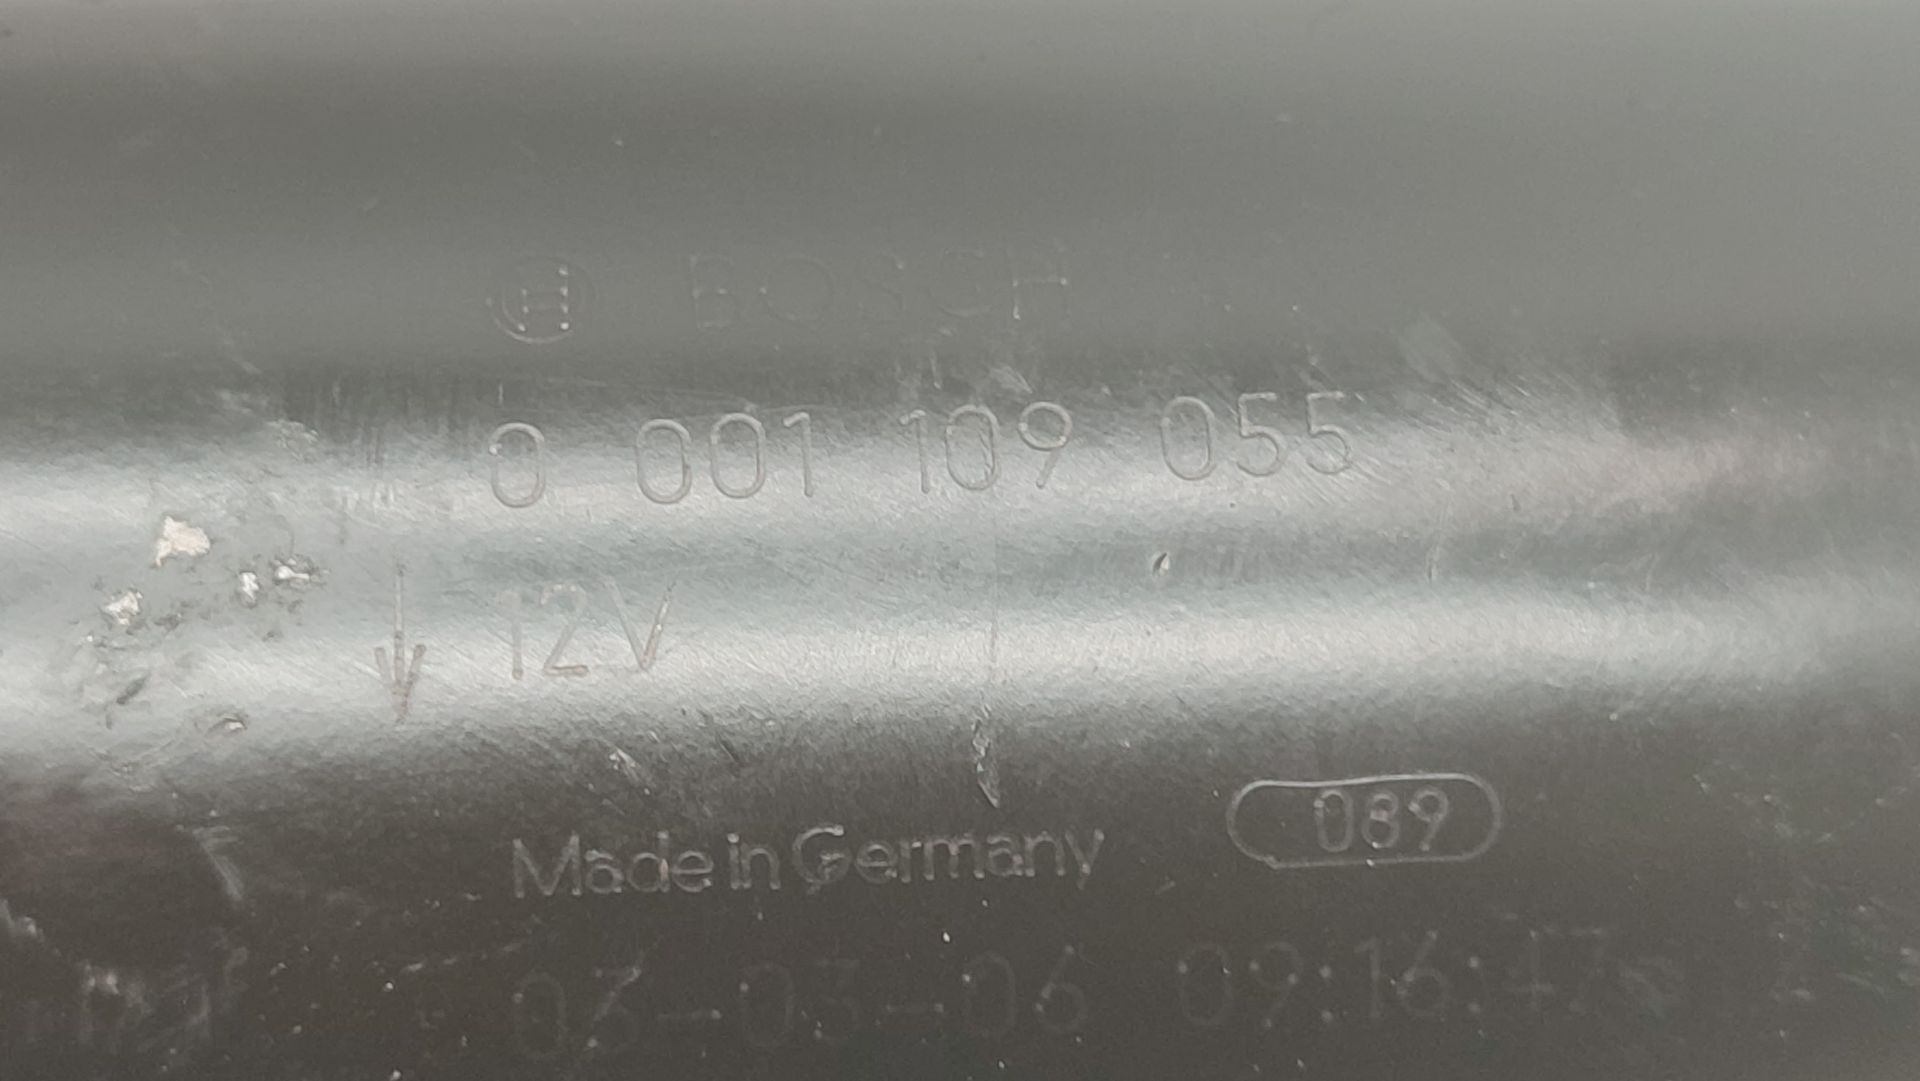 BOSCH
0 001 109 055
12V
Made in Germany 089
03-03-06 09:16:47